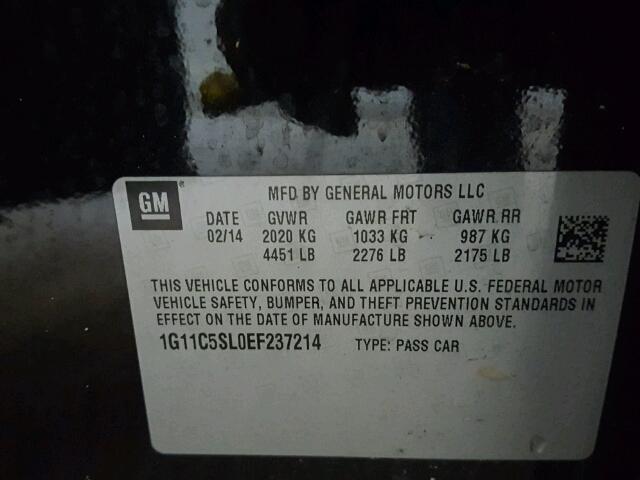 GM
MFD BY GENERAL MOTORS LLC
DATE GVWR GAWR FRT GAWR RR
02/14 2020 KG 1033 KG 987 KG
4451 LB 2276 LB 2175 LB
THIS VEHICLE CONFORMS TO ALL APPLICABLE U.S. FEDERAL MOTOR
VEHICLE SAFETY, BUMPER, AND THEFT PREVENTION STANDARDS IN
EFFECT ON THE DATE OF MANUFACTURE SHOWN ABOVE.
1G11C5SL0EF237214 TYPE: PASS CAR